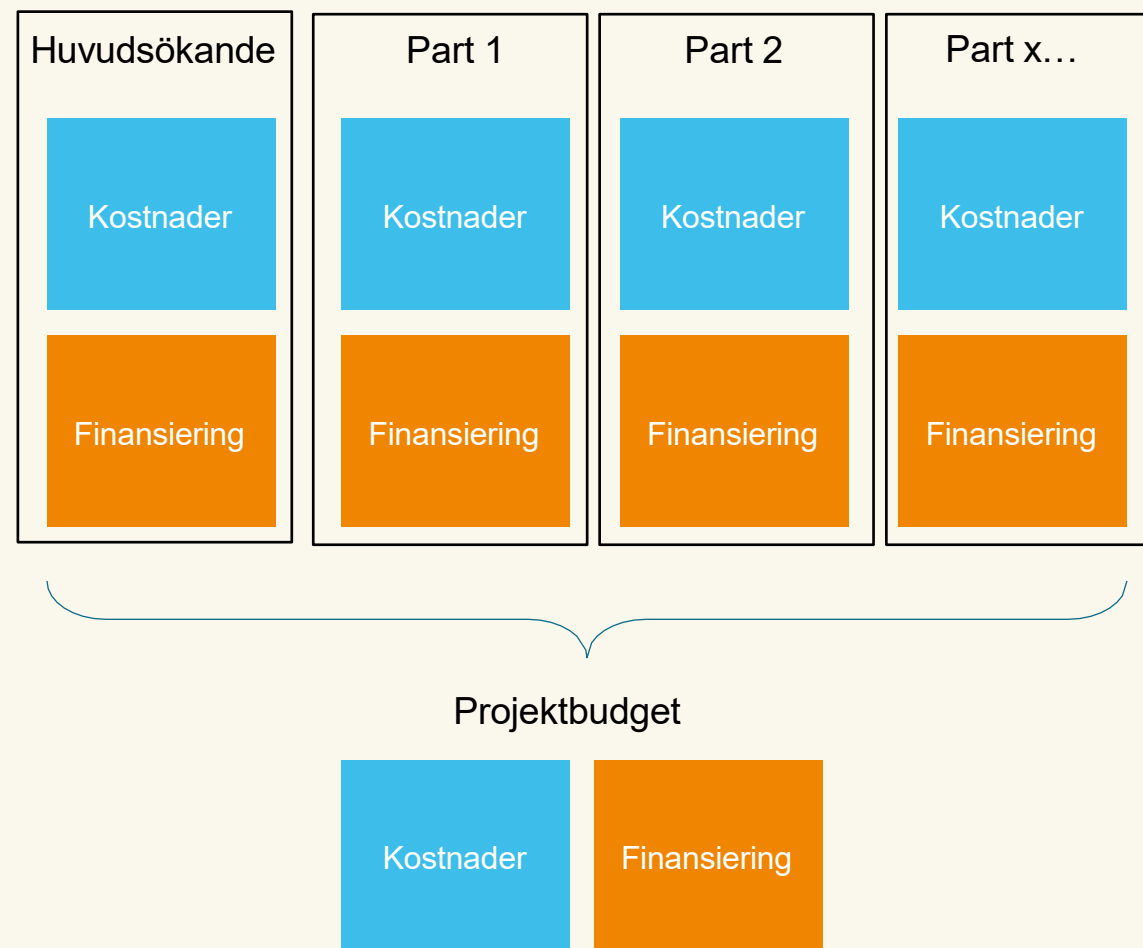 Huvudsökande
Kostnader
Finansiering
Part 1
Kostnader
Finansiering
Part 2
Kostnader
Finansiering
Part x…
Kostnader
Finansiering
Projektbudget
Kostnader
Finansiering